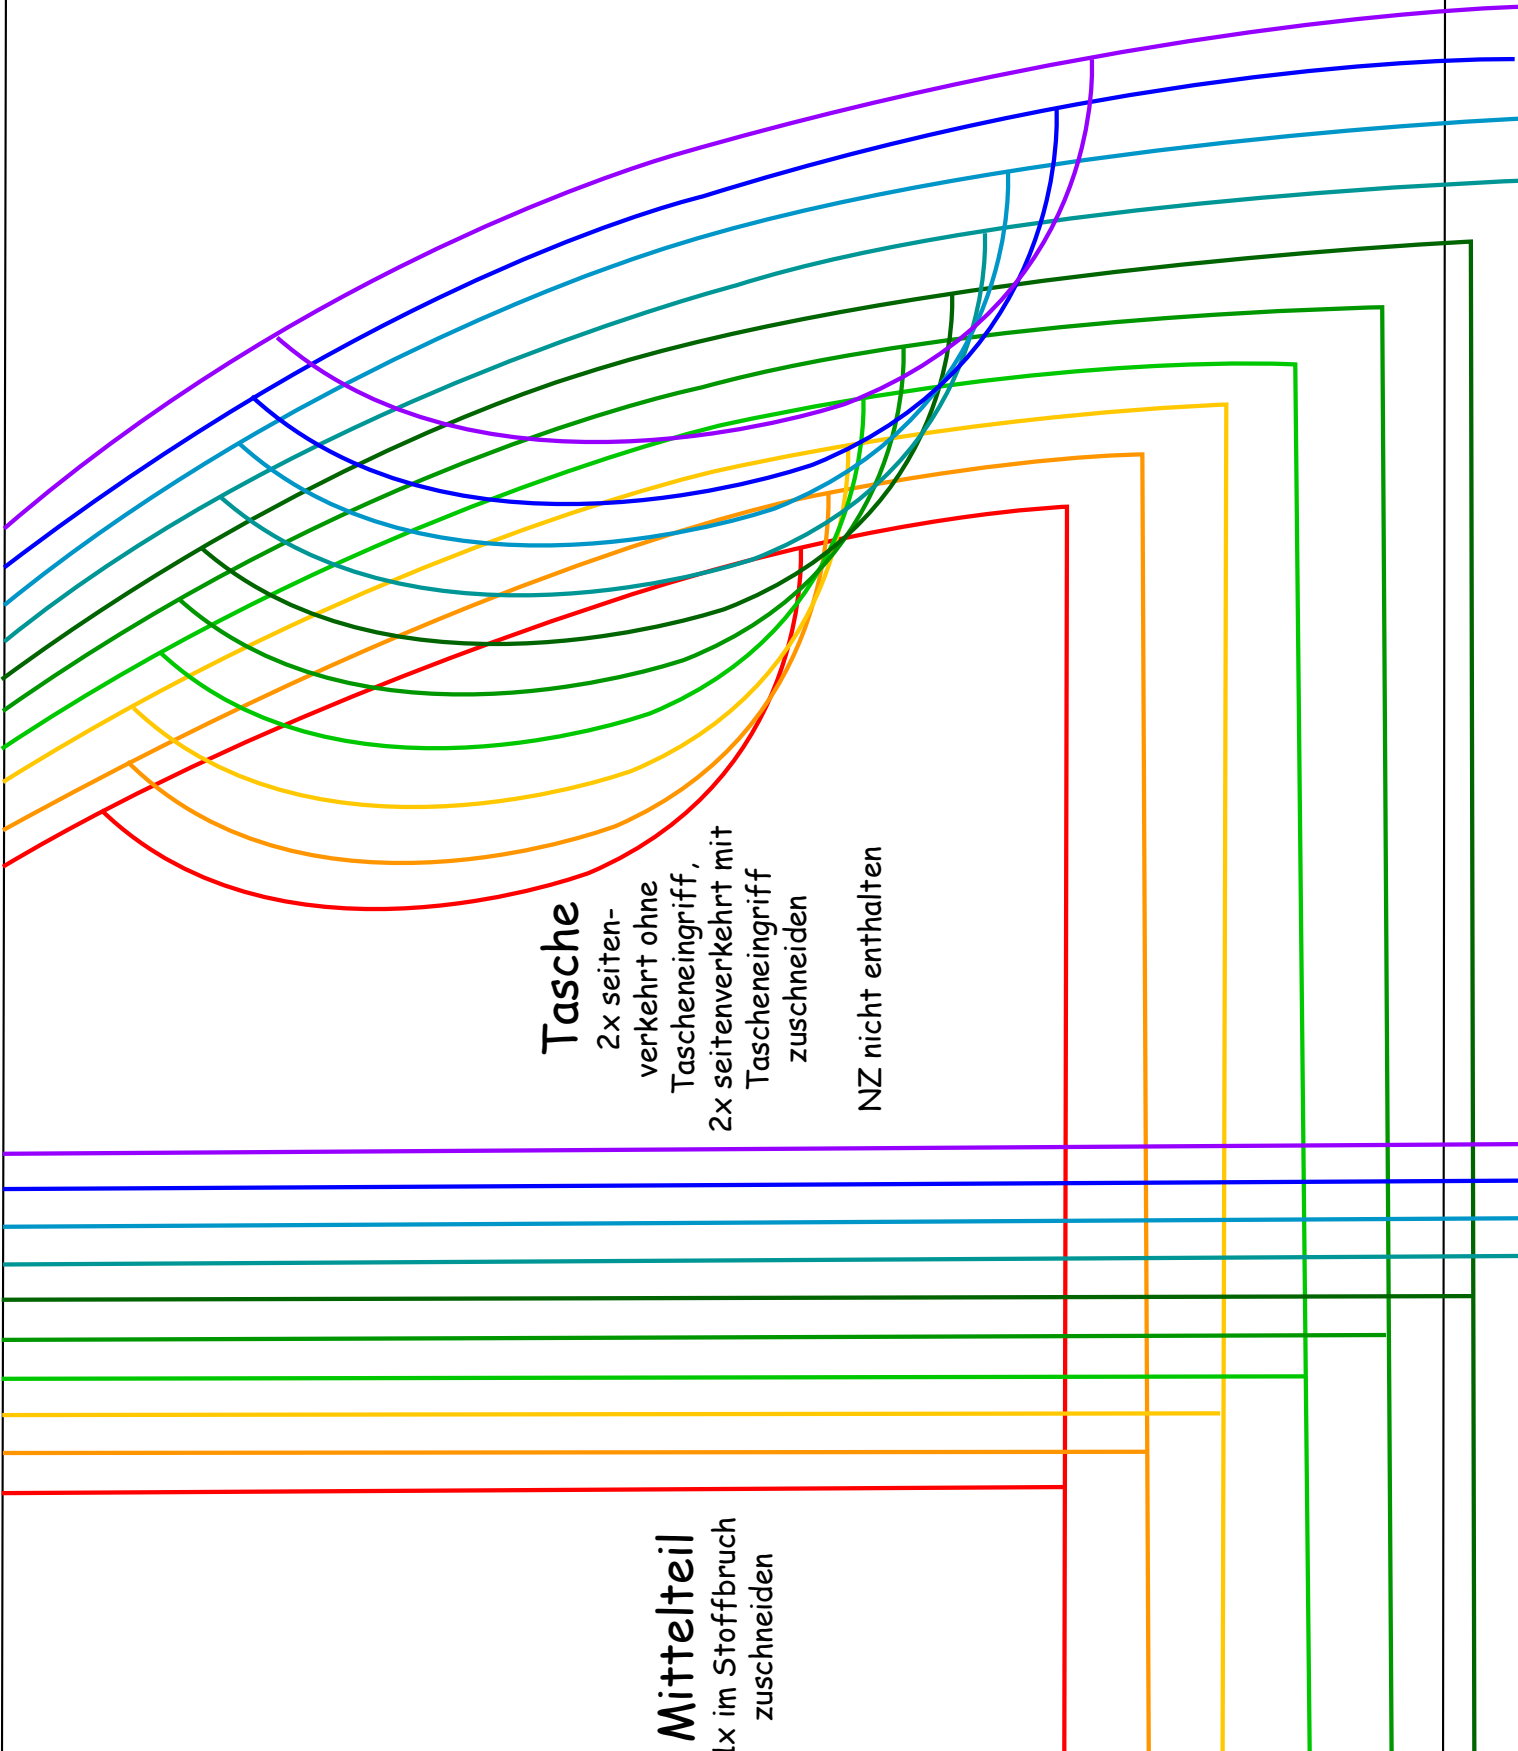 Tasche
2x seiten-
verkehrt ohne
Tascheneingriff,
2x seitenverkehrt mit
Tascheneingriff
zuschneiden
NZ nicht enthalten
Mittelteil
1x im Stoffbruch
zuschneiden